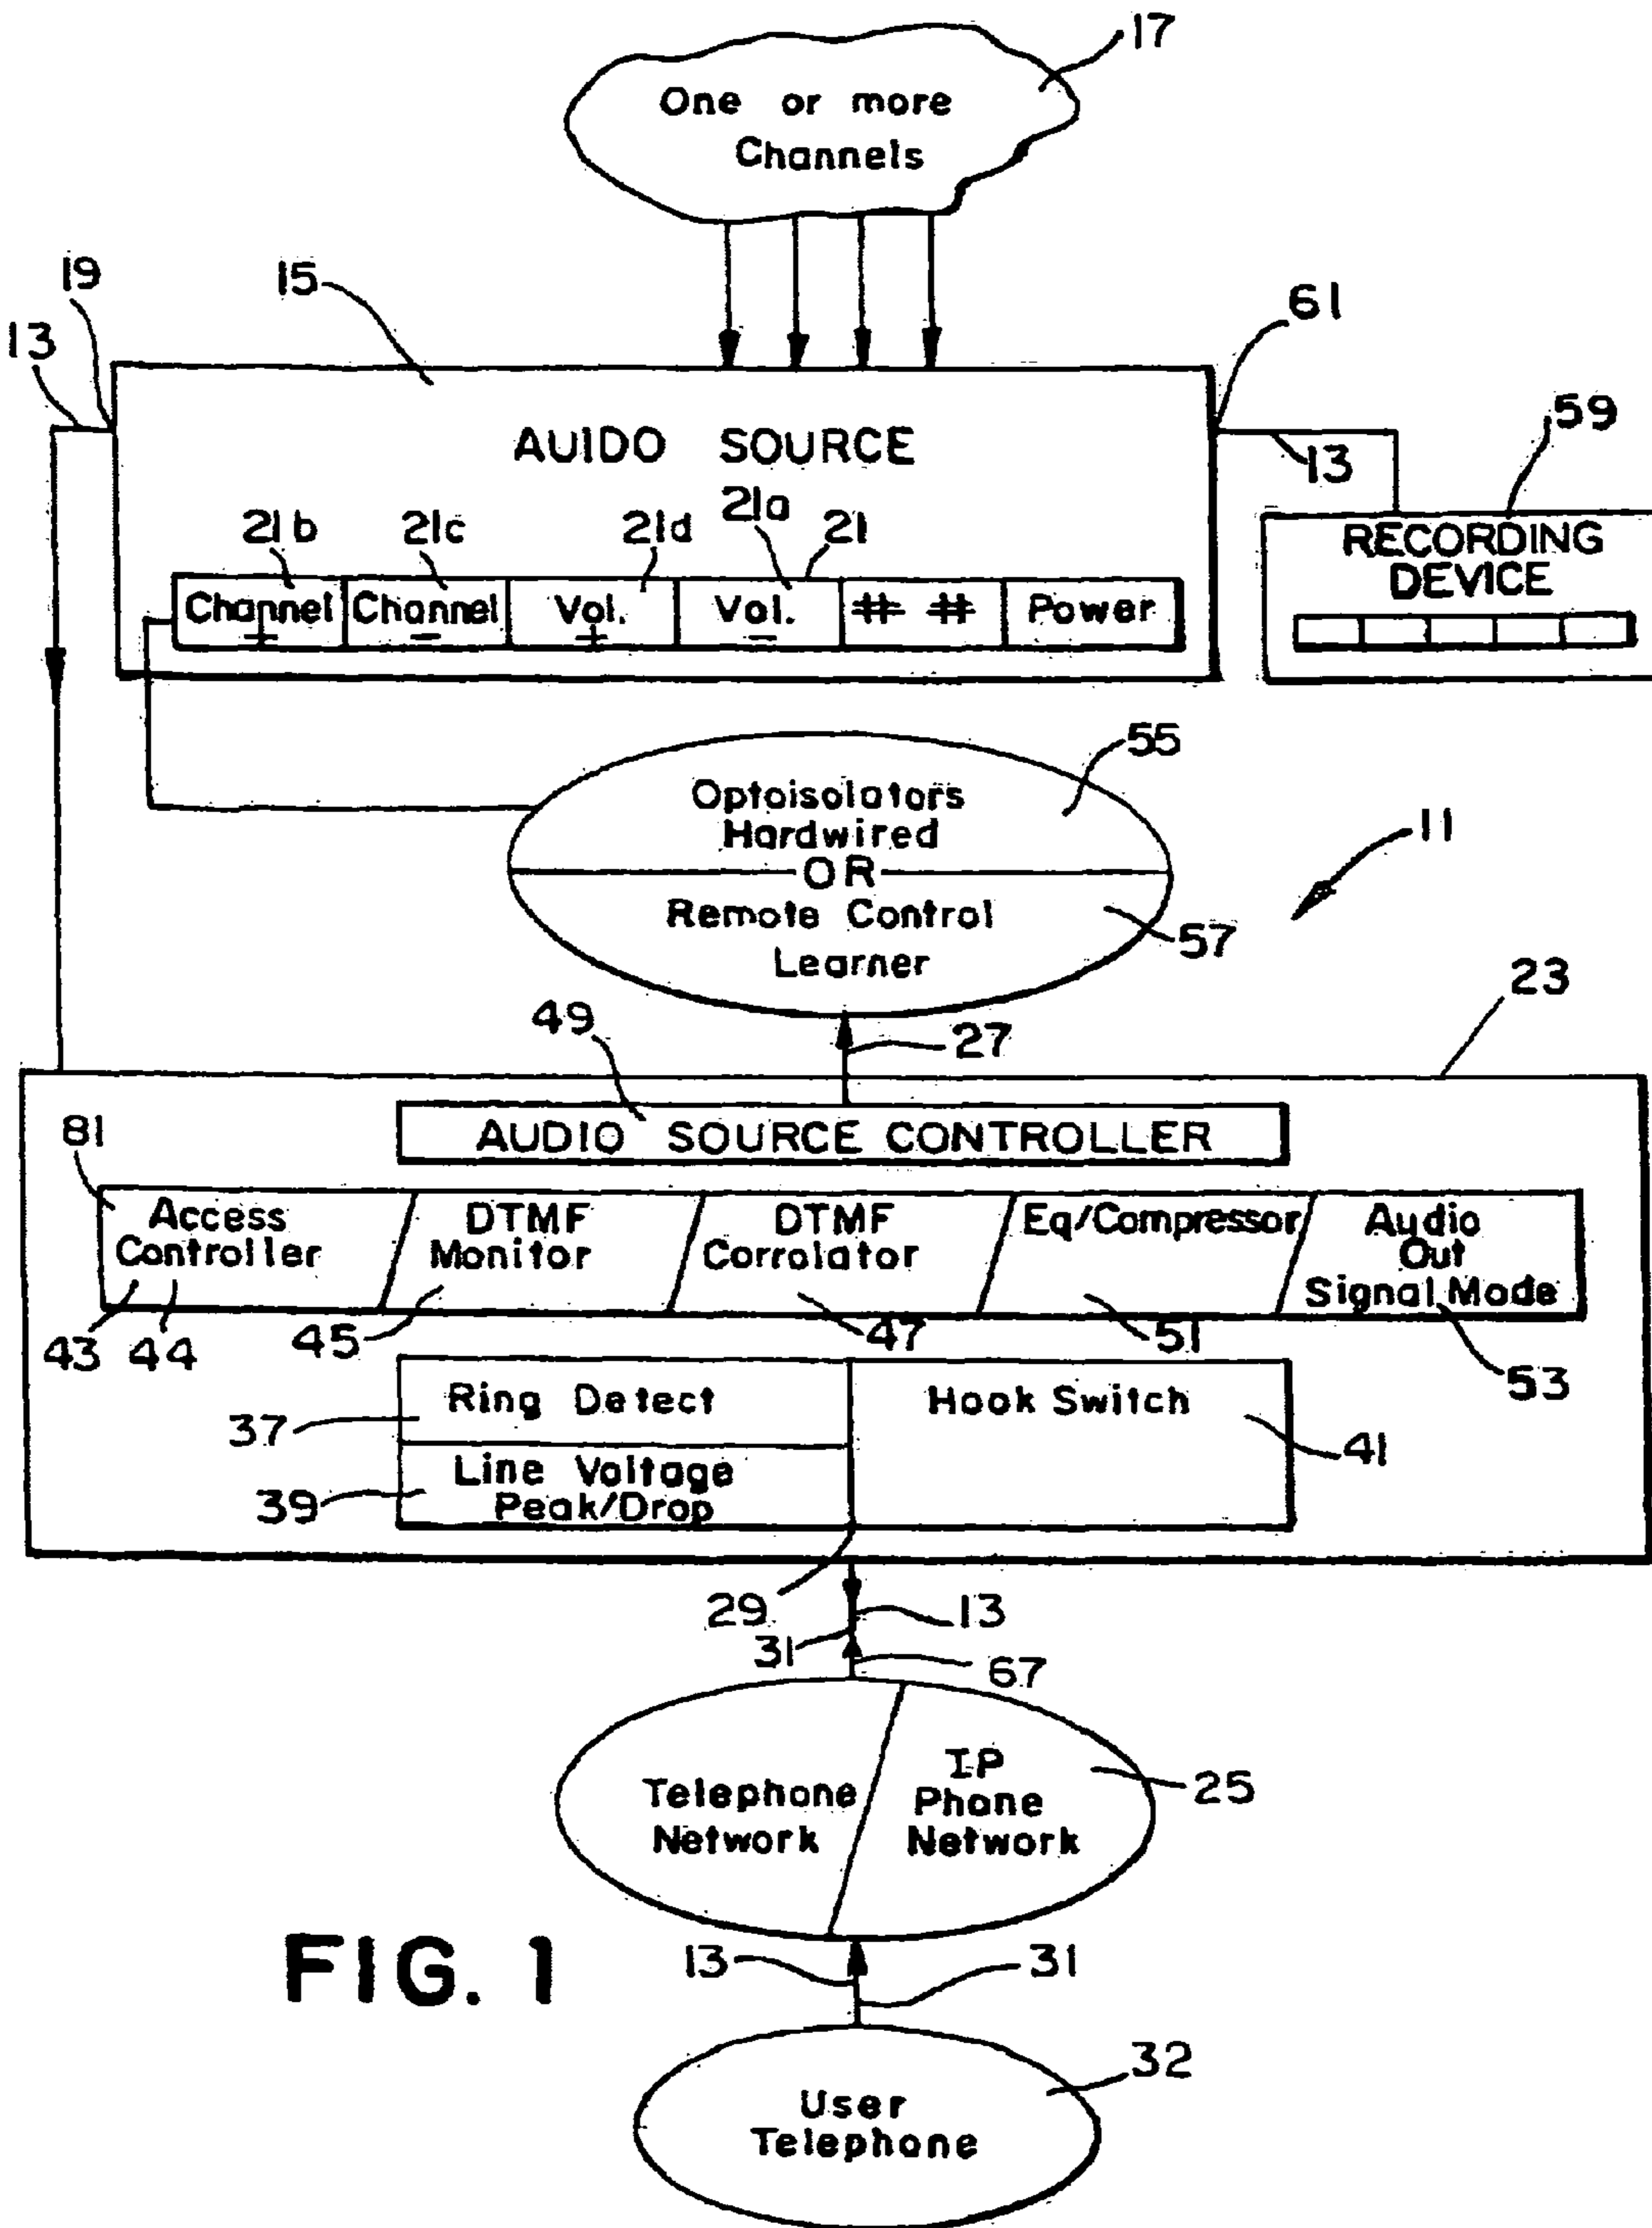 17
One or more
Channels
19
15
61
13
59
AUIDO SOURCE
13
RECORDING
DEVICE
21b
21c
21d
21a
21
Channel
+
Channel
−
Vol.
+
Vol.
−
# #
Power
55
Optoisolators
Hardwired
OR
Remote Control
Learner
57
11
49
27
23
AUDIO SOURCE CONTROLLER
81
Access
Controller
DTMF
Monitor
DTMF
Corrolator
Eq/Compressor
Audio
Out
Signal Mode
43
44
45
47
51
53
37
Ring Detect
Hook Switch
41
39
Line Voltage
Peak/Drop
29
13
31
67
Telephone
Network
IP
Phone
Network
25
FIG. 1
13
31
32
User
Telephone